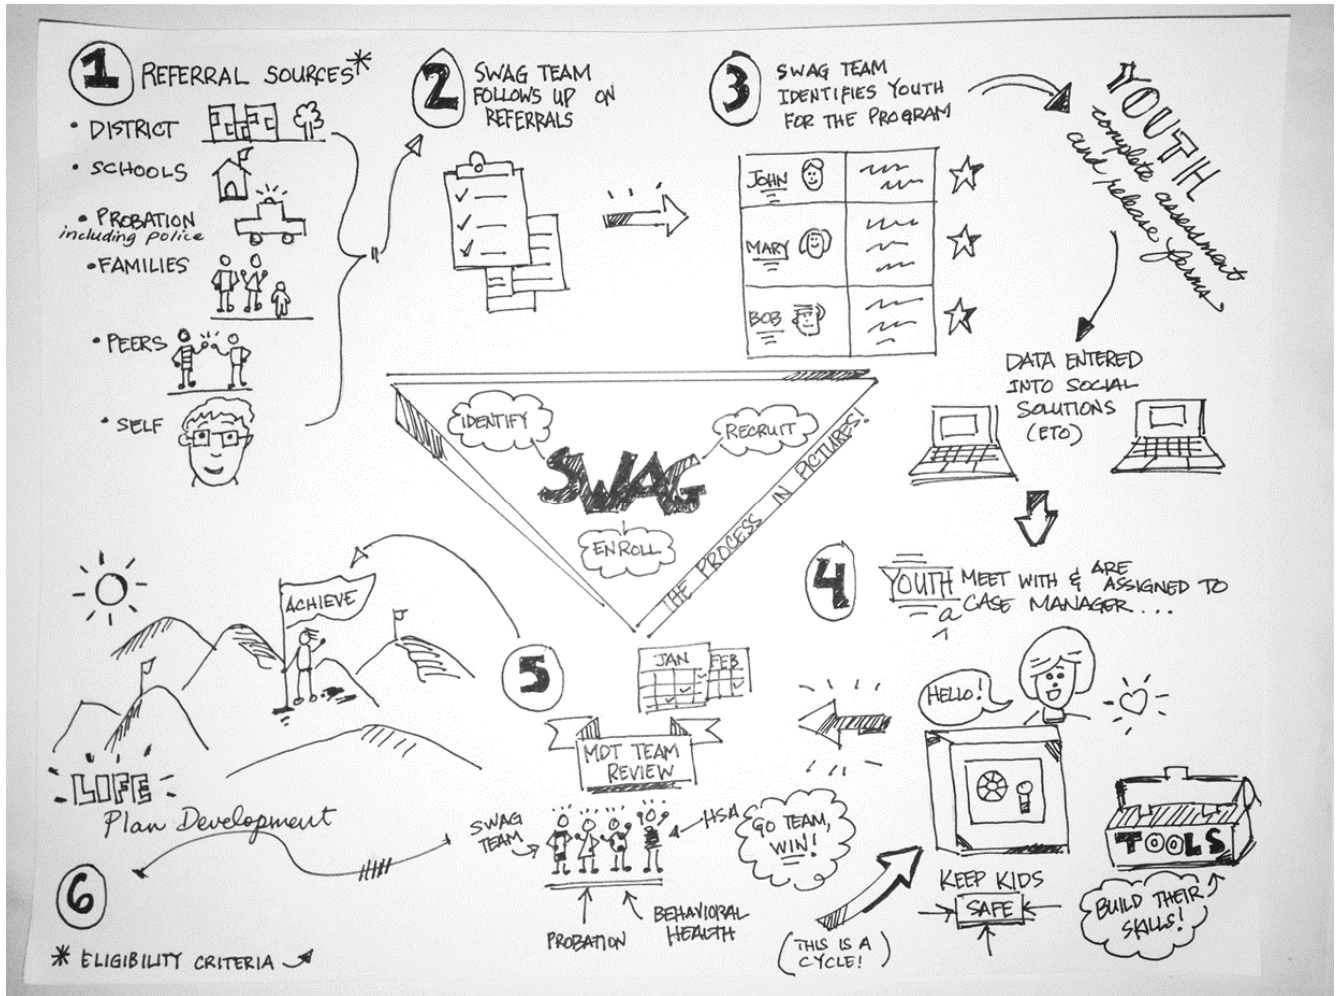 1 REFERRAL SOURCES*
• DISTRICT
• SCHOOLS
• PROBATION
including police
• FAMILIES
• PEERS
• SELF
2 SWAG TEAM
FOLLOWS UP ON
REFERRALS
3 SWAG TEAM
IDENTIFIES YOUTH
FOR THE PROGRAM
JOHN
MARY
BOB
YOUTH
complete assessment
and release forms
DATA ENTERED
INTO SOCIAL
SOLUTIONS
(ETO)
IDENTIFY
RECRUIT
SWAG
ENROLL
THE PROCESS IN PICTURES!
4 YOUTH MEET WITH & ARE
ASSIGNED TO
a CASE MANAGER...
HELLO!
TOOLS
KEEP KIDS
SAFE
BUILD THEIR
SKILLS!
(THIS IS A
CYCLE!)
5
JAN FEB
MDT TEAM
REVIEW
SWAG
TEAM
HSA
GO TEAM,
WIN!
PROBATION
BEHAVIORAL
HEALTH
ACHIEVE
LIFE
Plan Development
6
* ELIGIBILITY CRITERIA